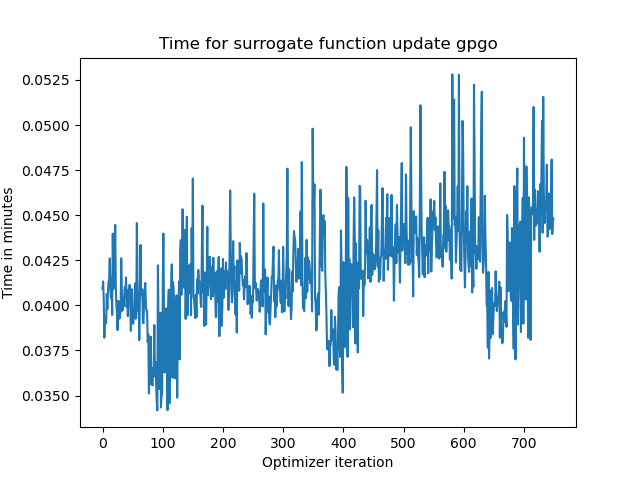 Time for surrogate function update gpgo
Time in minutes
0.0525
0.0500
0.0475
0.0450
0.0425
0.0400
0.0375
0.0350
0 100 200 300 400 500 600 700
Optimizer iteration